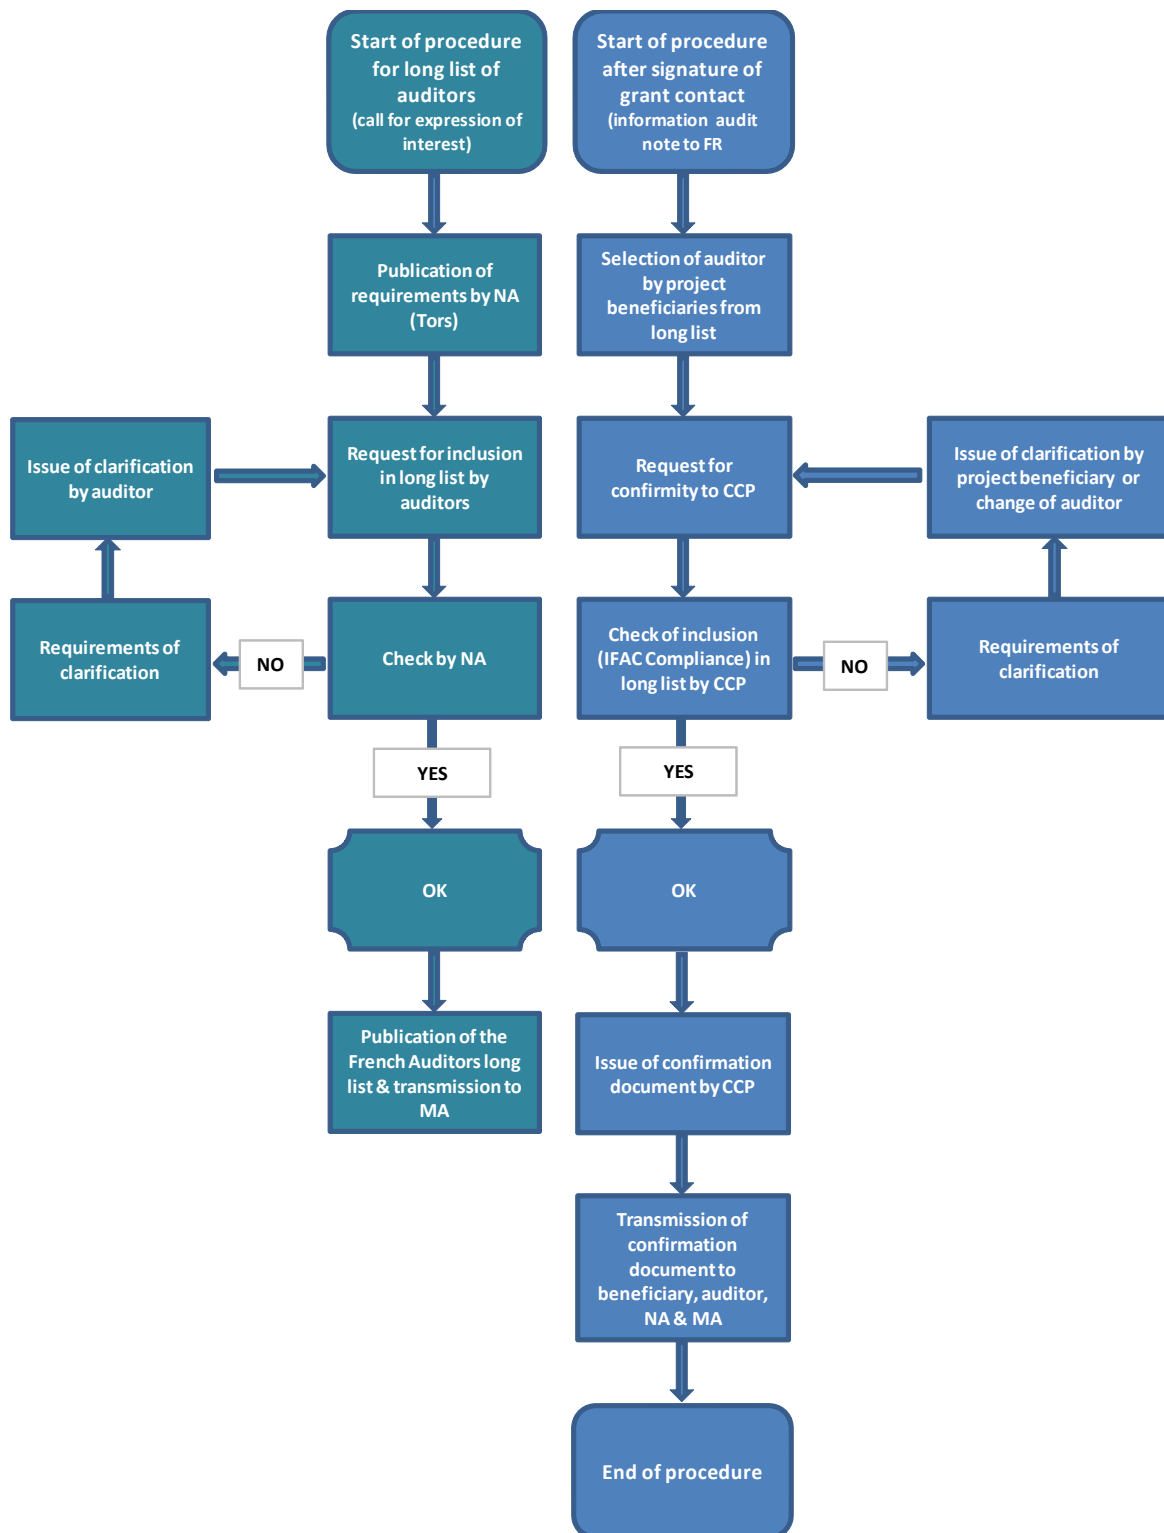 Start of procedure
for long list of
auditors
(call for expression of
interest)
Start of procedure
after signature of
grant contact
(information audit
note to FR
Publication of
requirements by NA
(Tors)
Selection of auditor
by project
beneficiaries from
long list
Issue of clarification
by auditor
Request for inclusion
in long list by
auditors
Request for
confirmity to CCP
Issue of clarification by
project beneficiary or
change of auditor
Requirements of
clarification
NO
Check by NA
Check of inclusion
(IFAC Compliance) in
long list by CCP
NO
Requirements of
clarification
YES
YES
OK
OK
Publication of the
French Auditors long
list & transmission to
MA
Issue of confirmation
document by CCP
Transmission of
confirmation
document to
beneficiary, auditor,
NA & MA
End of procedure